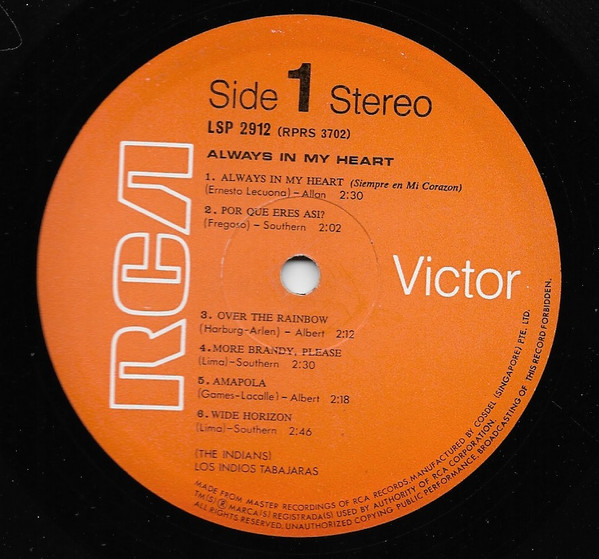 Side 1 Stereo
LSP 2912 (RPRS 3702)
ALWAYS IN MY HEART
1. ALWAYS IN MY HEART (Siempre en Mi Corazon)
(Ernesto Lecuona) – Allan 2:30
2. POR QUE ERES ASI?
(Fregoso) – Southern 2:02
RCA
Victor
3. OVER THE RAINBOW
(Harburg-Arlen) – Albert 2:12
4. MORE BRANDY, PLEASE
(Lima)–Southern 2:30
5. AMAPOLA
(Games-Lacalle) – Albert 2:18
6. WIDE HORIZON
(Lima)–Southern 2:46
(THE INDIANS)
LOS INDIOS TABAJARAS
MADE FROM MASTER RECORDINGS OF RCA RECORDS. MANUFACTURED BY COSDEL (SINGAPORE) PTE. LTD.
TM(S) ® MARCA(S) REGISTRADA(S) USED BY AUTHORITY OF RCA CORPORATION.
ALL RIGHTS RESERVED, UNAUTHORIZED COPYING PUBLIC PERFORMANCE, BROADCASTING OF THIS RECORD FORBIDDEN.